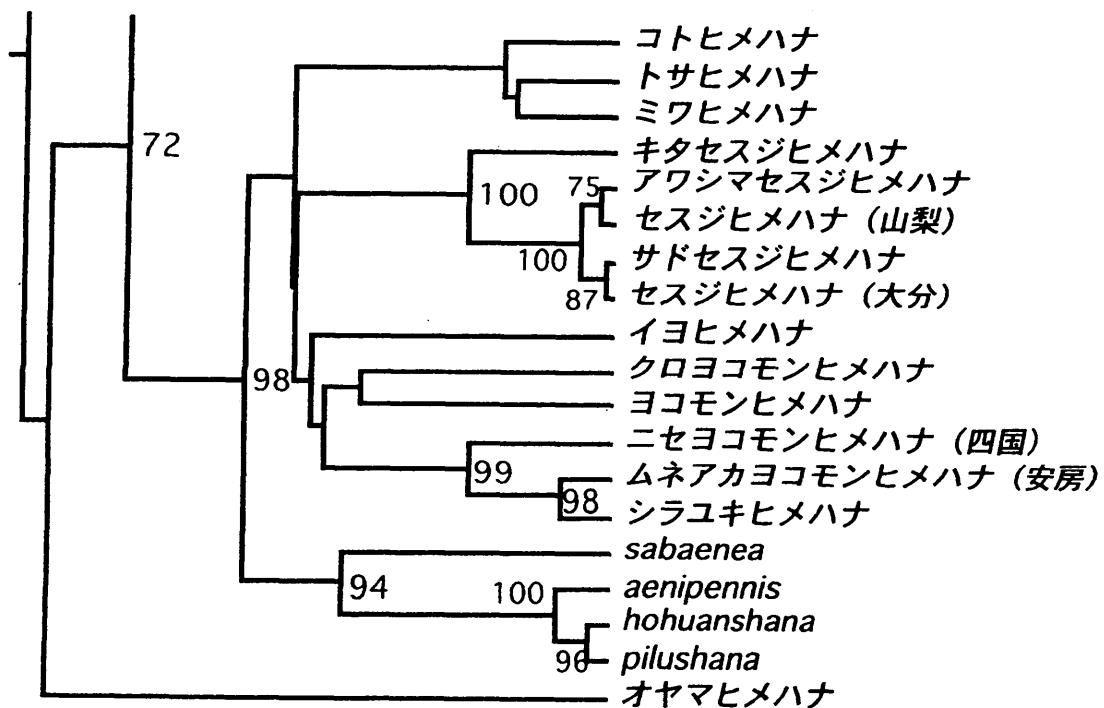 コトヒメハナ
トサヒメハナ
72
ミワヒメハナ
キタセスジヒメハナ
75 アワシマセスジヒメハナ
100
セスジヒメハナ (山梨)
100 サドセスジヒメハナ
87 セスジヒメハナ (大分)
イヨヒメハナ
98 クロヨコモンヒメハナ
ヨコモンヒメハナ
ニセヨコモンヒメハナ (四国)
99 ムネアカヨコモンヒメハナ (安房)
98
シラユキヒメハナ
sabaenea
94 100 aenipennis
hohuanshana
96 pilushana
オヤマヒメハナ